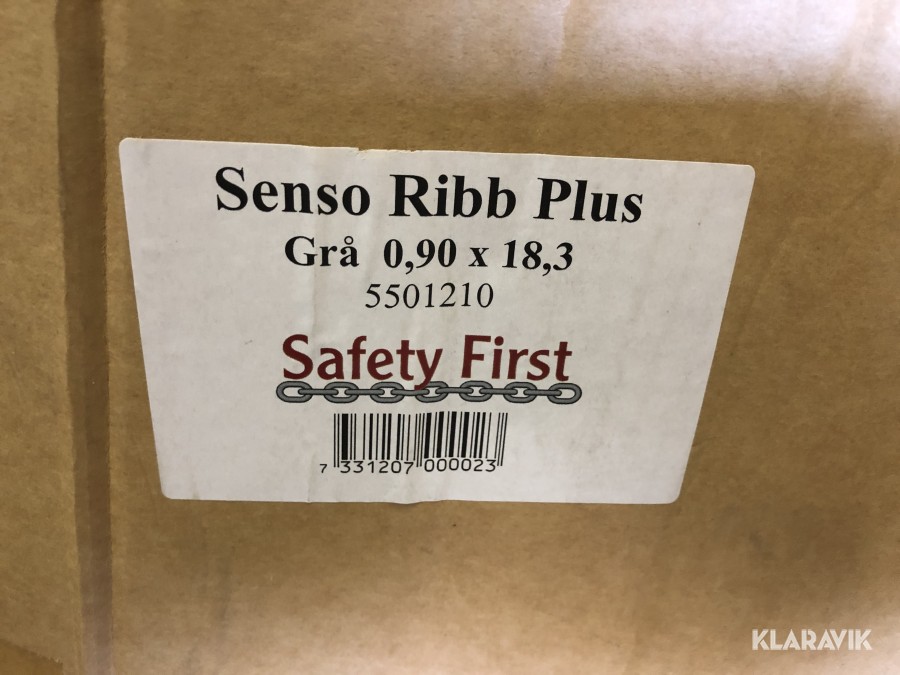 Senso Ribb Plus
Grå 0,90 x 18,3
5501210
Safety First
7 331207 000023
KLARAVIK